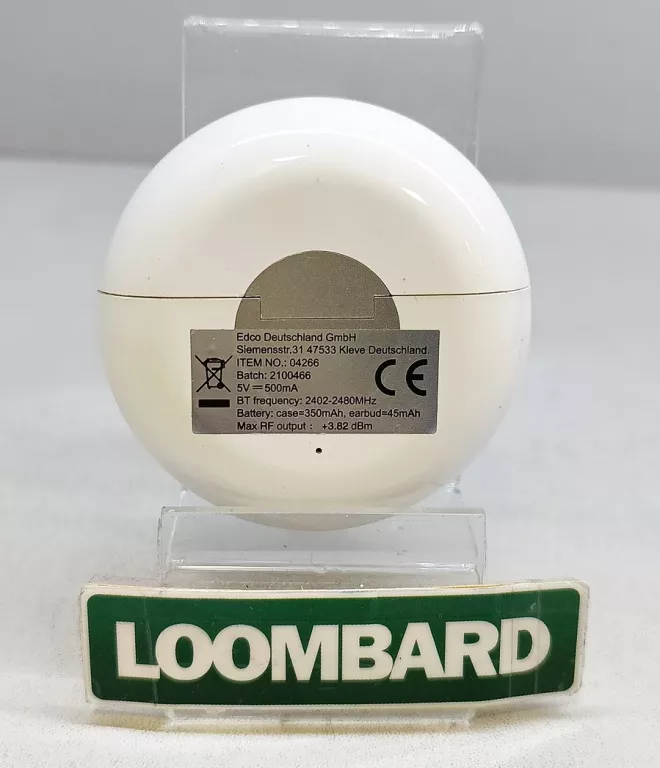 Edco Deutschland GmbH
Siemensstr.31 47533 Kleve Deutschland.
ITEM NO.: 04266
Batch: 2100466
5V⎓500mA
BT frequency: 2402-2480MHz
Battery: case=350mAh, earbud=45mAh
Max RF output : +3.82 dBm
CE
LOOMBARD